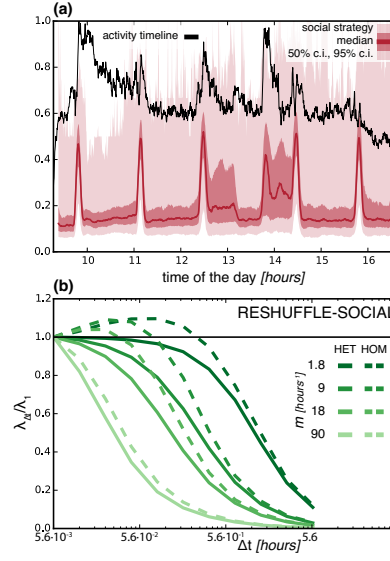 (a)
activity timeline
social strategy
median
50% c.i., 95% c.i.
1.0
0.8
0.6
0.4
0.2
0.0
10 11 12 13 14 15 16
time of the day [hours]
(b)
RESHUFFLE-SOCIAL
HET HOM
m [hours⁻¹]
1.8
9
18
90
λΔt/λ1
1.2
1.0
0.8
0.6
0.4
0.2
0.0
5.6·10⁻³ 5.6·10⁻² 5.6·10⁻¹ 5.6
Δt [hours]